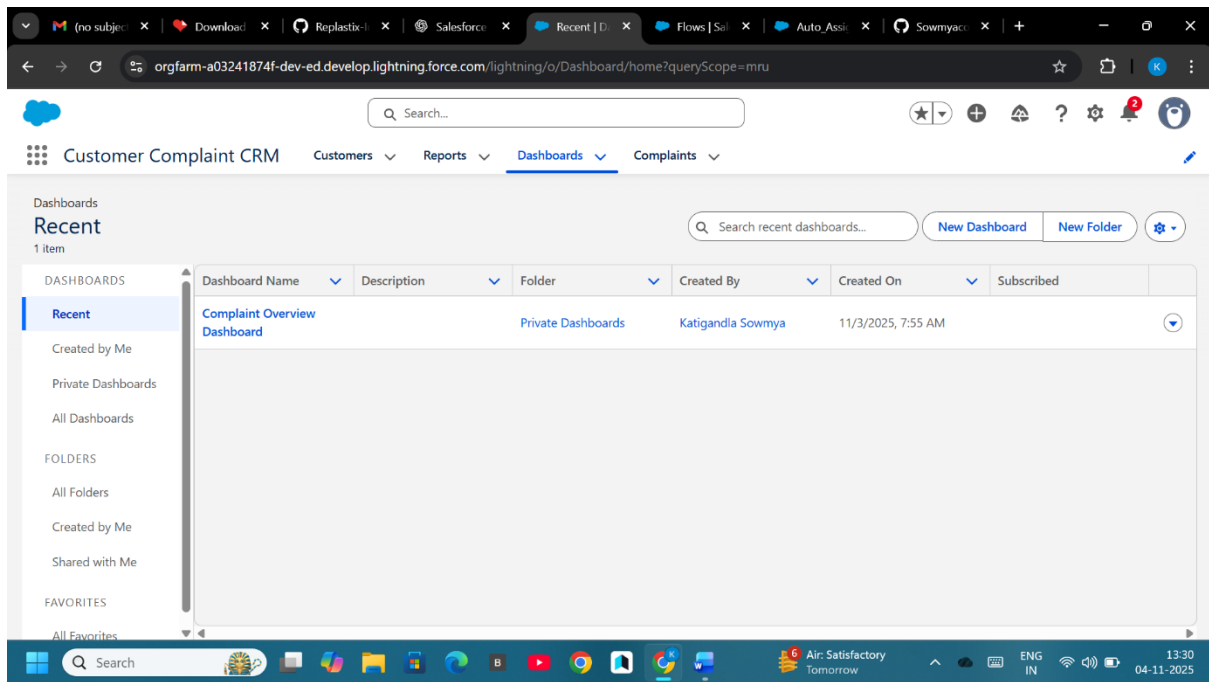 (no subject
Download
Replastix-I
Salesforce
Recent | D
Flows | Sal
Auto_Assig
Sowmyaco
orgfarm-a03241874f-dev-ed.develop.lightning.force.com/lightning/o/Dashboard/home?queryScope=mru
K
Search...
2
Customer Complaint CRM
Customers
Reports
Dashboards
Complaints
Dashboards
Recent
1 item
Search recent dashboards...
New Dashboard
New Folder
DASHBOARDS
Dashboard Name
Description
Folder
Created By
Created On
Subscribed
Recent
Complaint Overview
Dashboard
Private Dashboards
Katigandla Sowmya
11/3/2025, 7:55 AM
Created by Me
Private Dashboards
All Dashboards
FOLDERS
All Folders
Created by Me
Shared with Me
FAVORITES
All Favorites
Search
B
K
W
6
Air: Satisfactory
Tomorrow
ENG
IN
13:30
04-11-2025